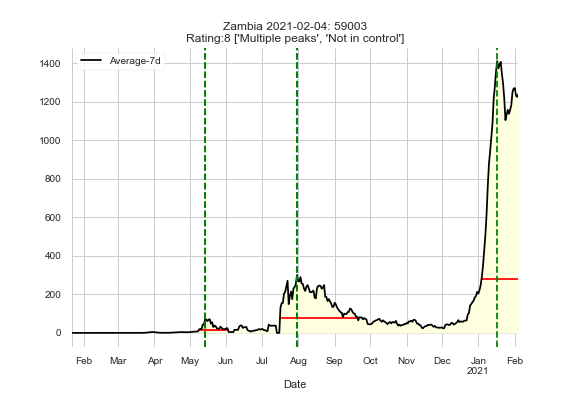 Zambia 2021-02-04: 59003
Rating:8 ['Multiple peaks', 'Not in control']
Average-7d
1400
1200
1000
800
600
400
200
0
Feb Mar Apr May Jun Jul Aug Sep Oct Nov Dec Jan Feb
2021
Date